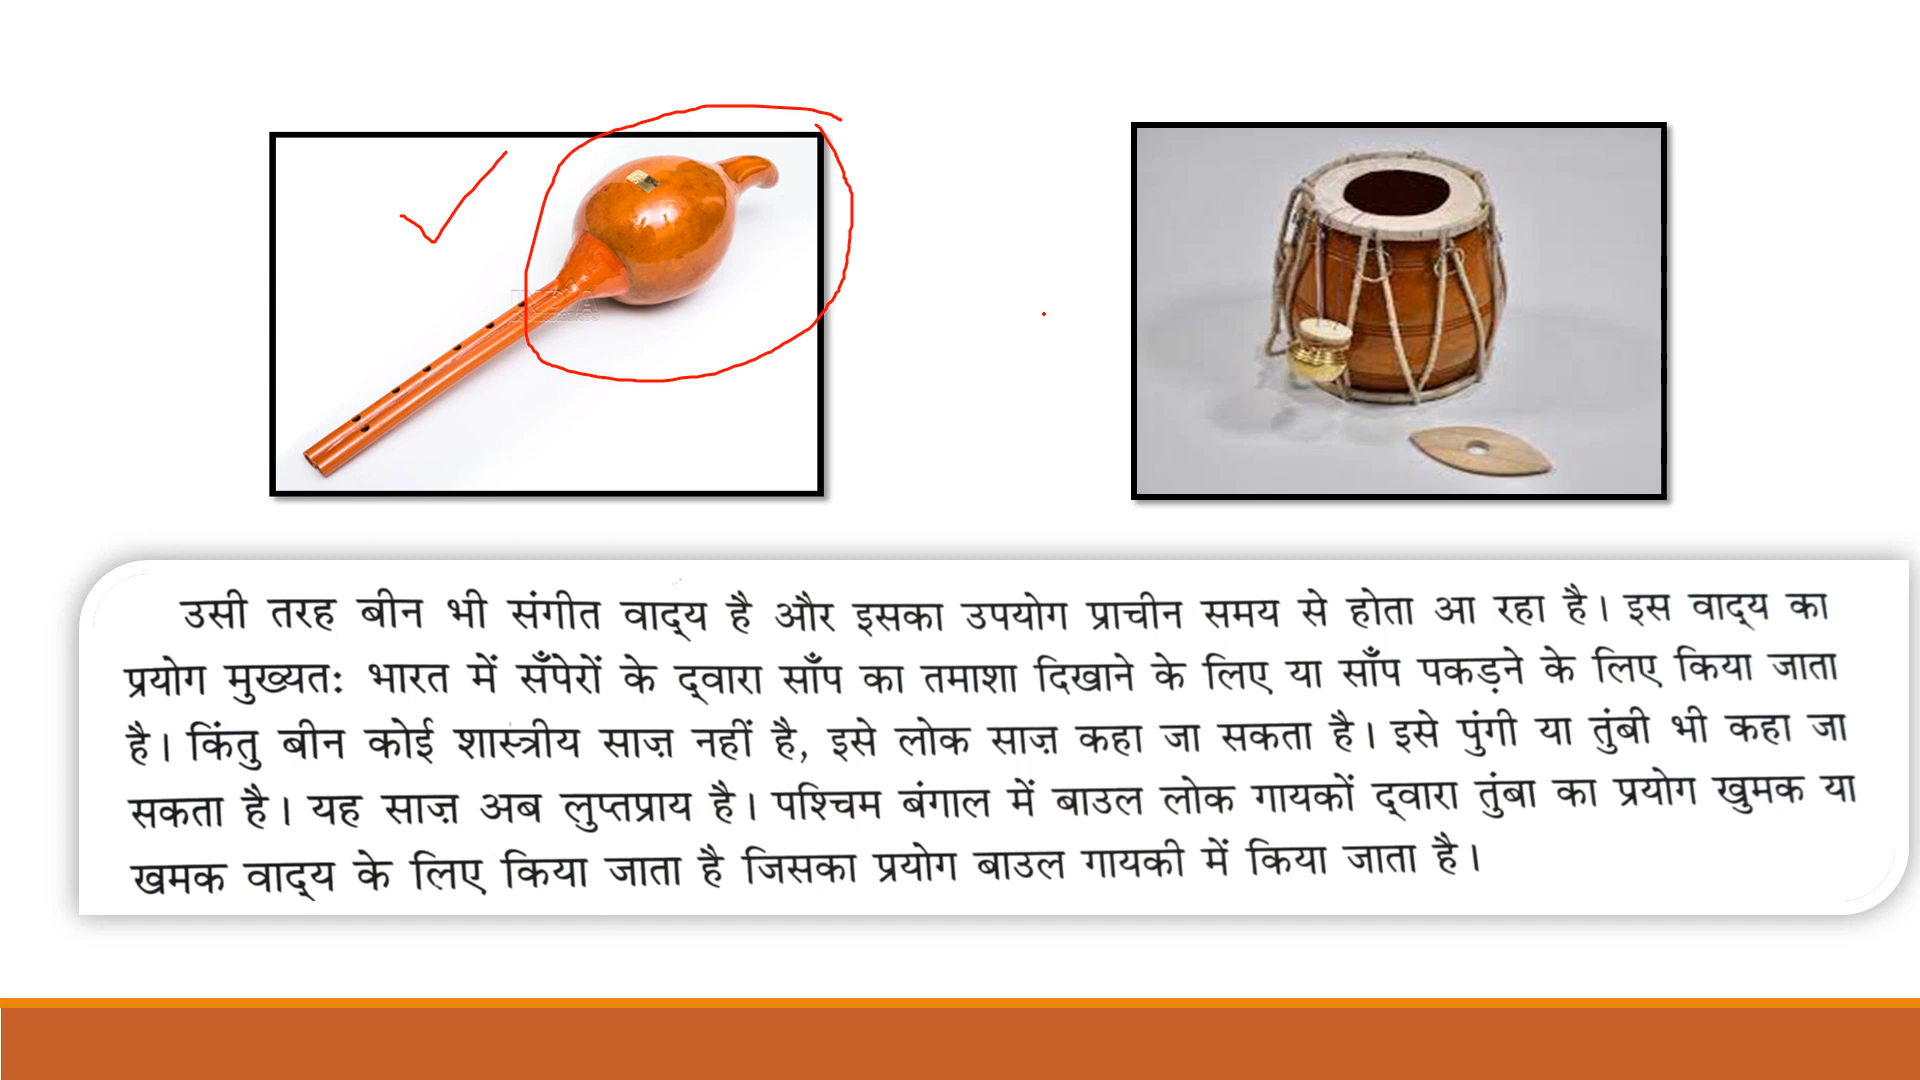 उसी तरह बीन भी संगीत वाद्‌य है और इसका उपयोग प्राचीन समय से होता आ रहा है। इस वाद्‌य का
प्रयोग मुख्यतः भारत में सँपेरों के द्‌वारा साँप का तमाशा दिखाने के लिए या साँप पकड़ने के लिए किया जाता
है। किंतु बीन कोई शास्त्रीय साज़ नहीं है, इसे लोक साज़ कहा जा सकता है। इसे पुंगी या तुंबी भी कहा जा
सकता है। यह साज़ अब लुप्तप्राय है। पश्चिम बंगाल में बाउल लोक गायकों द्‌वारा तुंबा का प्रयोग खुमक या
खमक वाद्‌य के लिए किया जाता है जिसका प्रयोग बाउल गायकी में किया जाता है।